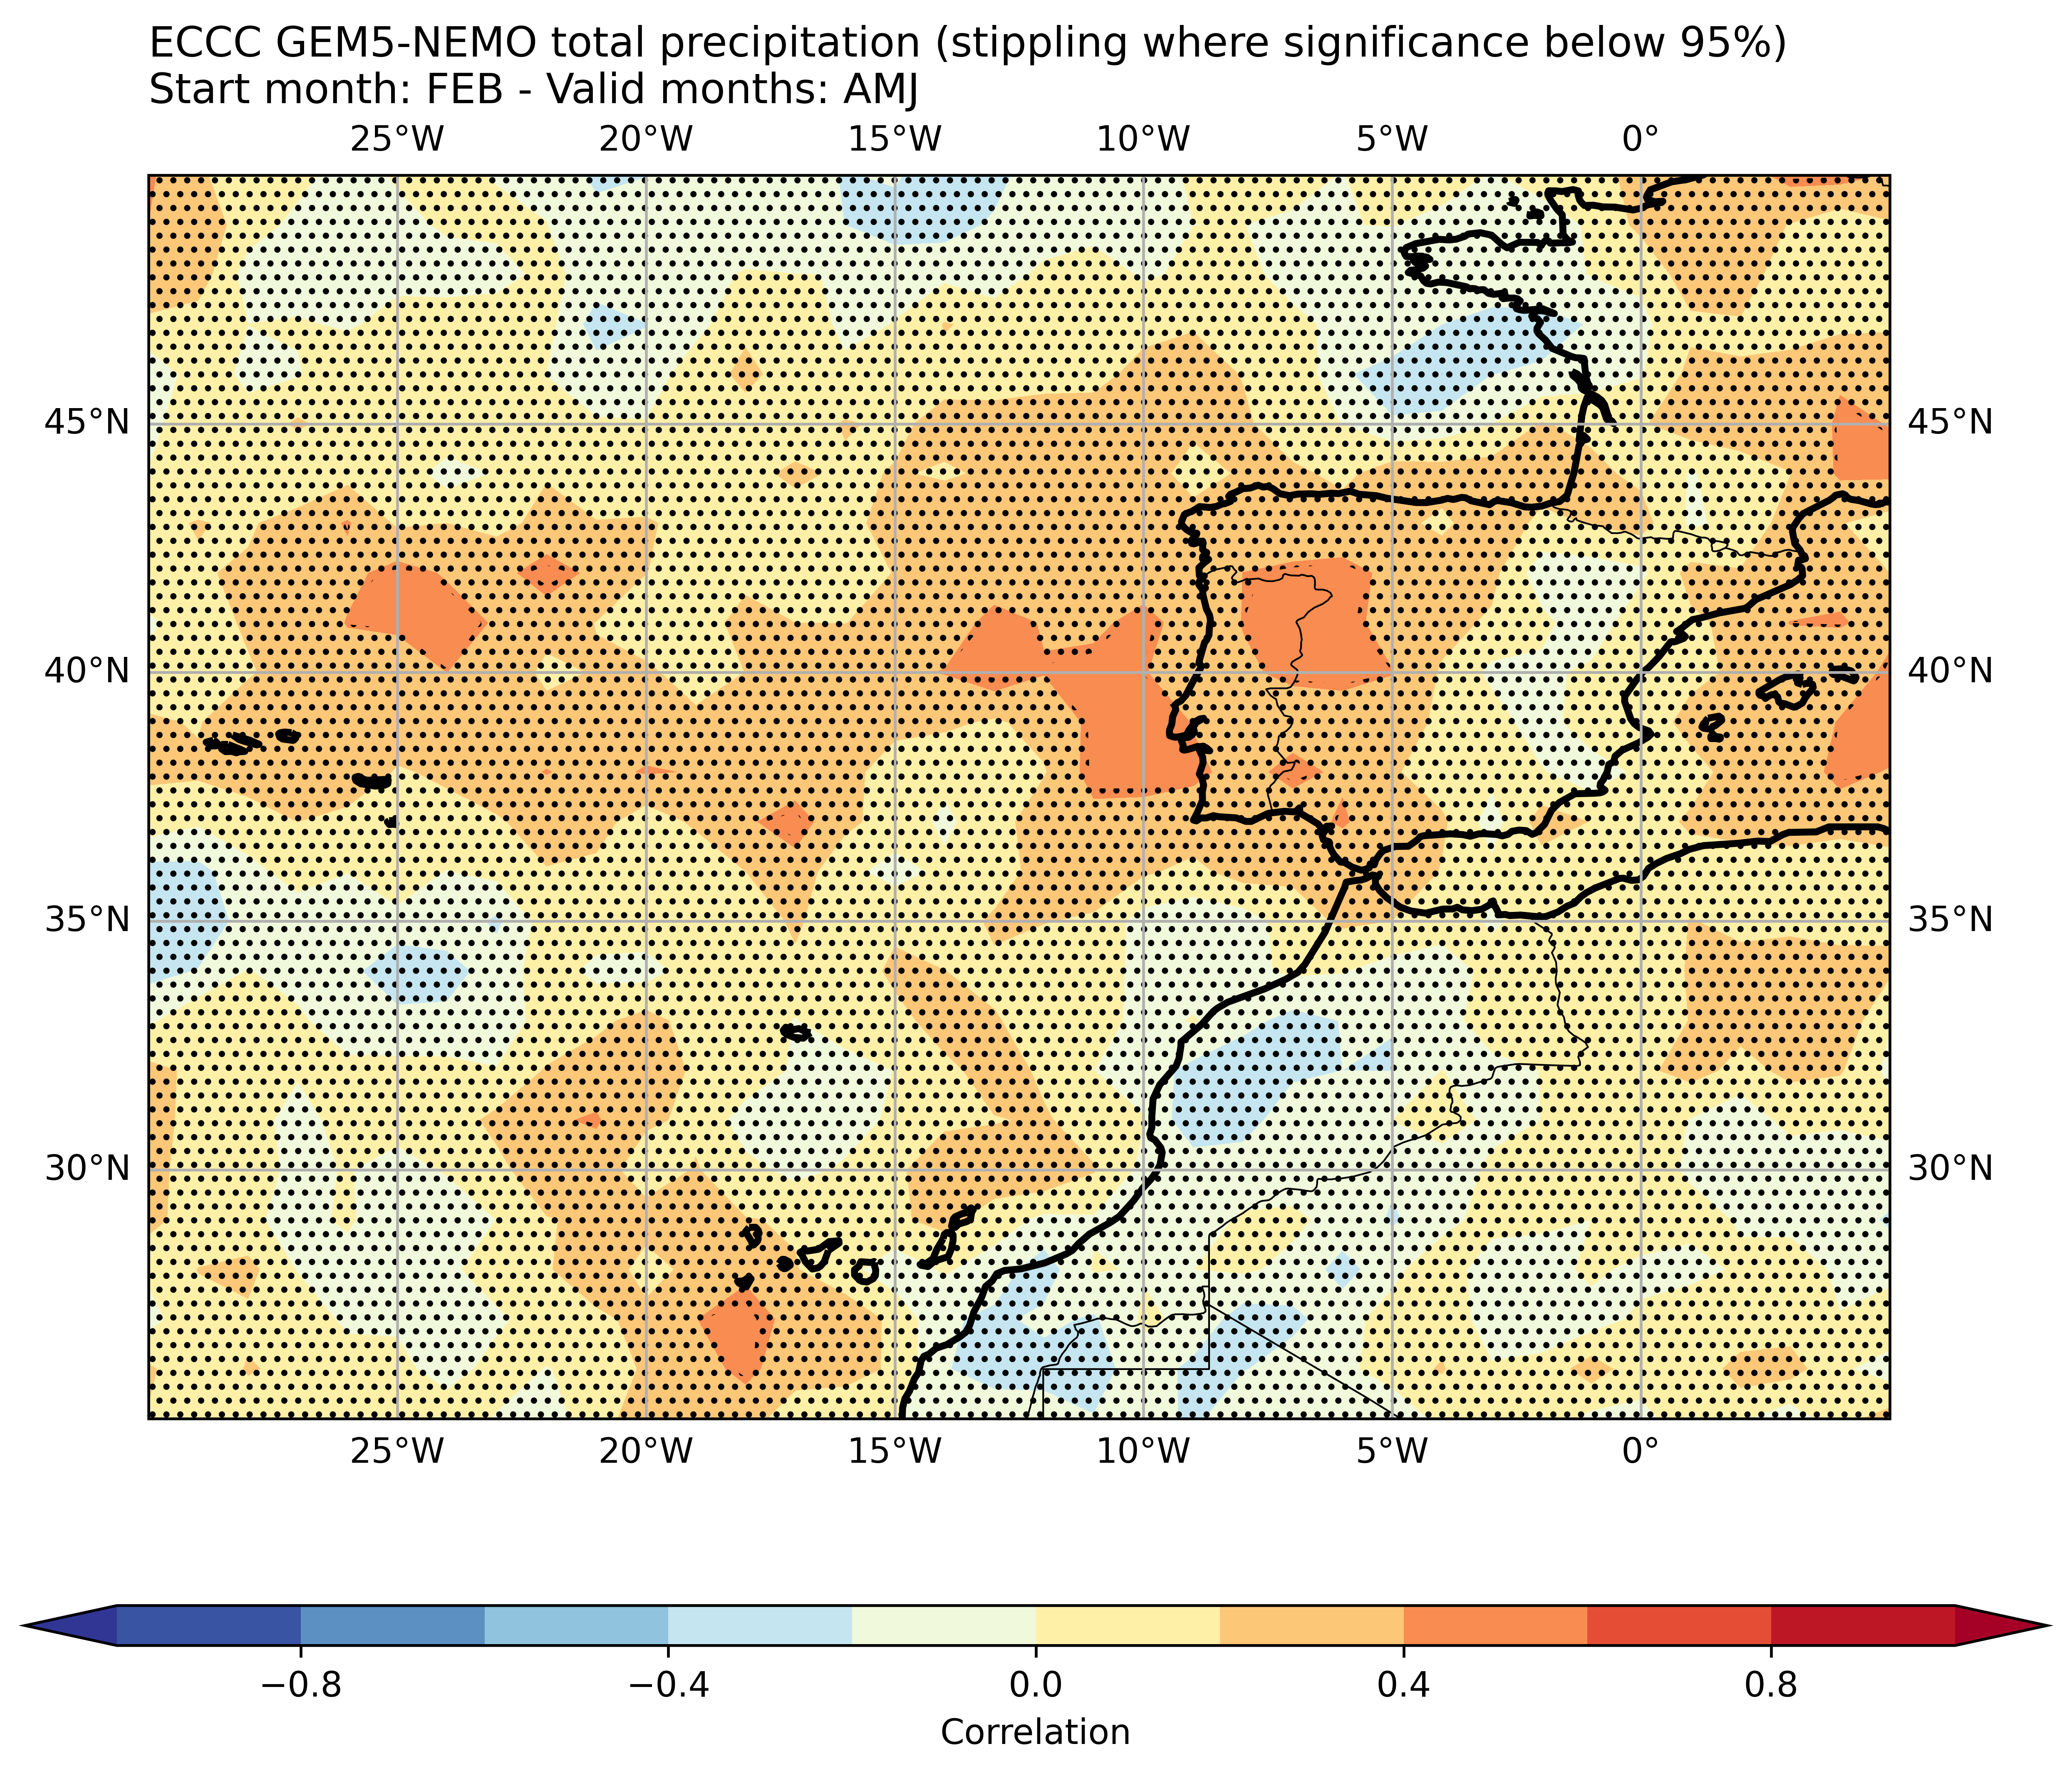 ECCC GEM5-NEMO total precipitation (stippling where significance below 95%)
Start month: FEB - Valid months: AMJ
25°W 20°W 15°W 10°W 5°W 0°
45°N 45°N
40°N 40°N
35°N 35°N
30°N 30°N
25°W 20°W 15°W 10°W 5°W 0°
−0.8 −0.4 0.0 0.4 0.8
Correlation